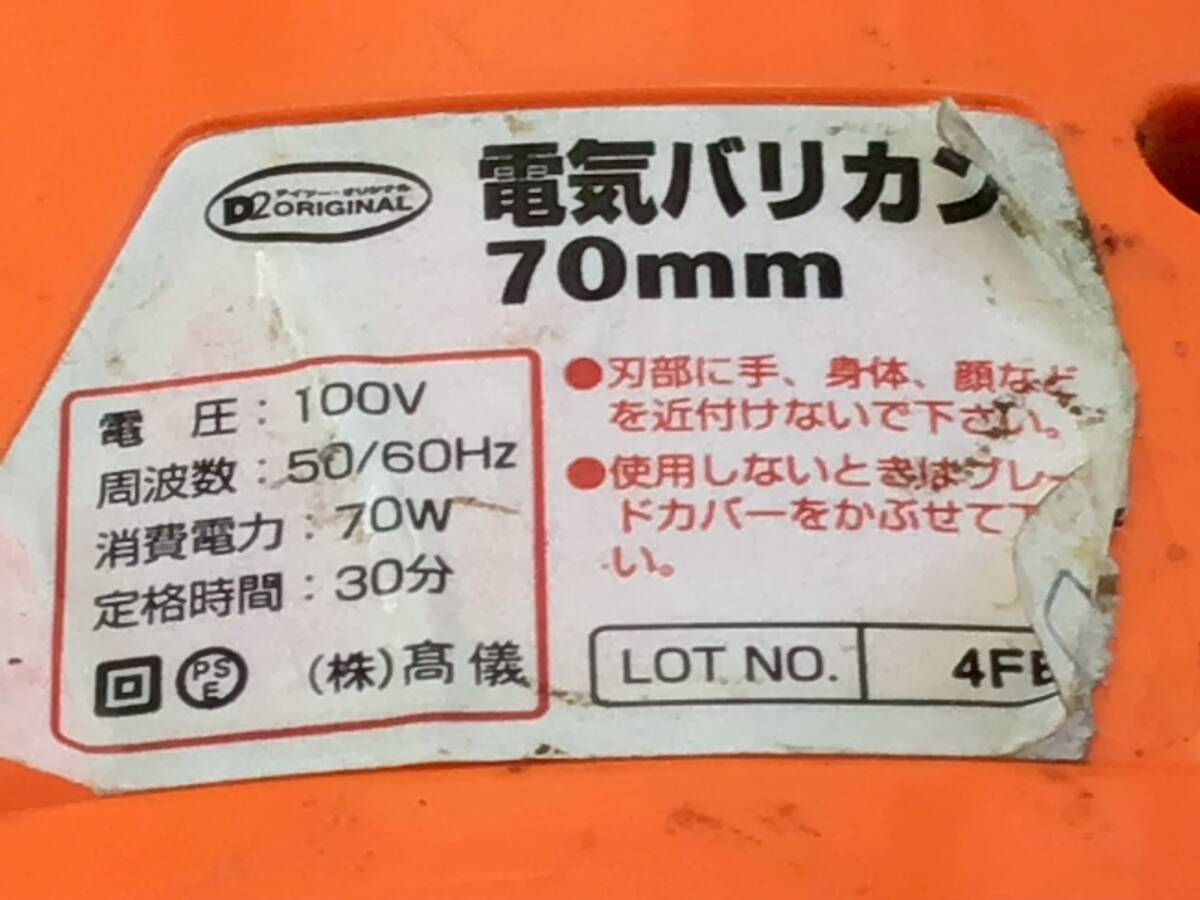 ディツー・オリジナル
D2 ORIGINAL
電気バリカン
70mm
電 圧：100V
周波数：50/60Hz
消費電力：70W
定格時間：30分
PS
E
（株）髙儀
●刃部に手、身体、顔など
を近付けないで下さい。
●使用しないときはブレー
ドカバーをかぶせて下
い。
LOT NO.
4FE